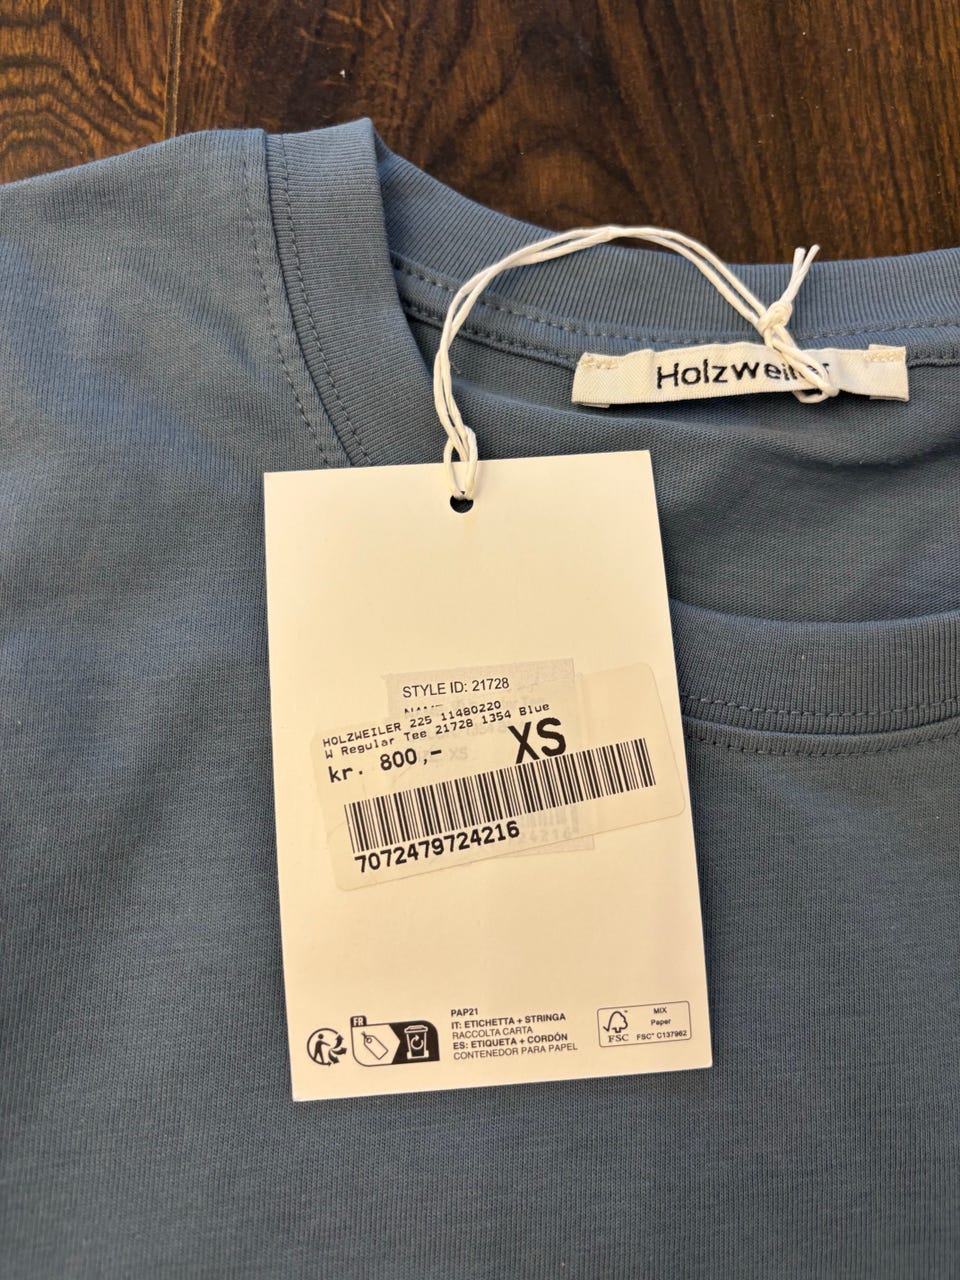 Holzweiler
STYLE ID: 21728
HOLZWEILER 225 11480220
W Regular Tee 21728 1354 Blue
kr. 800,-
XS
7072479724216
FR
PAP21
IT: ETICHETTA + STRINGA
RACCOLTA CARTA
ES: ETIQUETA + CORDÓN
CONTENEDOR PARA PAPEL
FSC
MIX
Paper
FSC® C137962